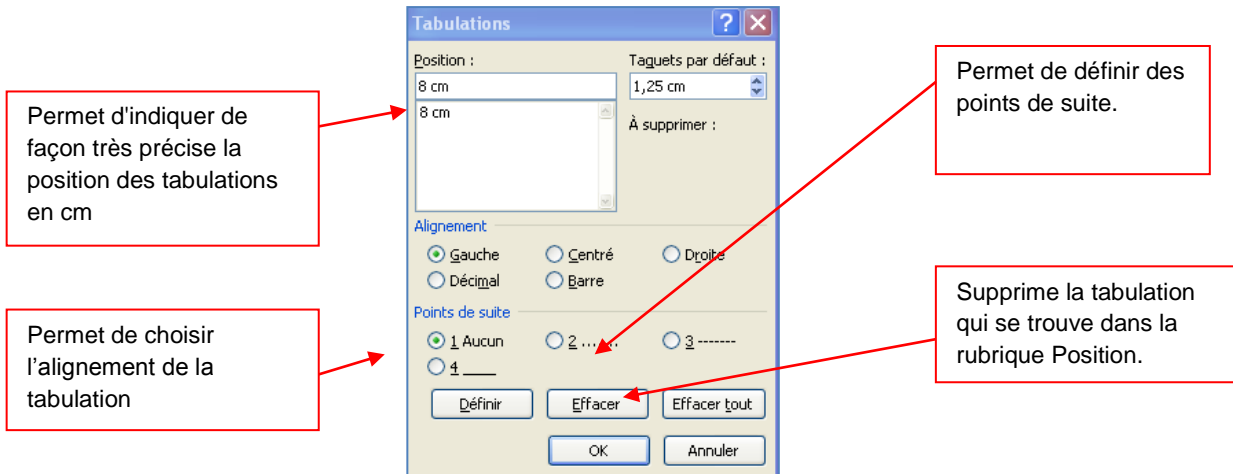 Tabulations
Position :
Taquets par défaut :
8 cm
1,25 cm
8 cm
À supprimer :
Alignement
Gauche
Centré
Droite
Décimal
Barre
Points de suite
1 Aucun
2 .......
3 -------
4 ____
Définir
Effacer
Effacer tout
OK
Annuler
Permet d'indiquer de
façon très précise la
position des tabulations
en cm
Permet de choisir
l’alignement de la
tabulation
Permet de définir des
points de suite.
Supprime la tabulation
qui se trouve dans la
rubrique Position.